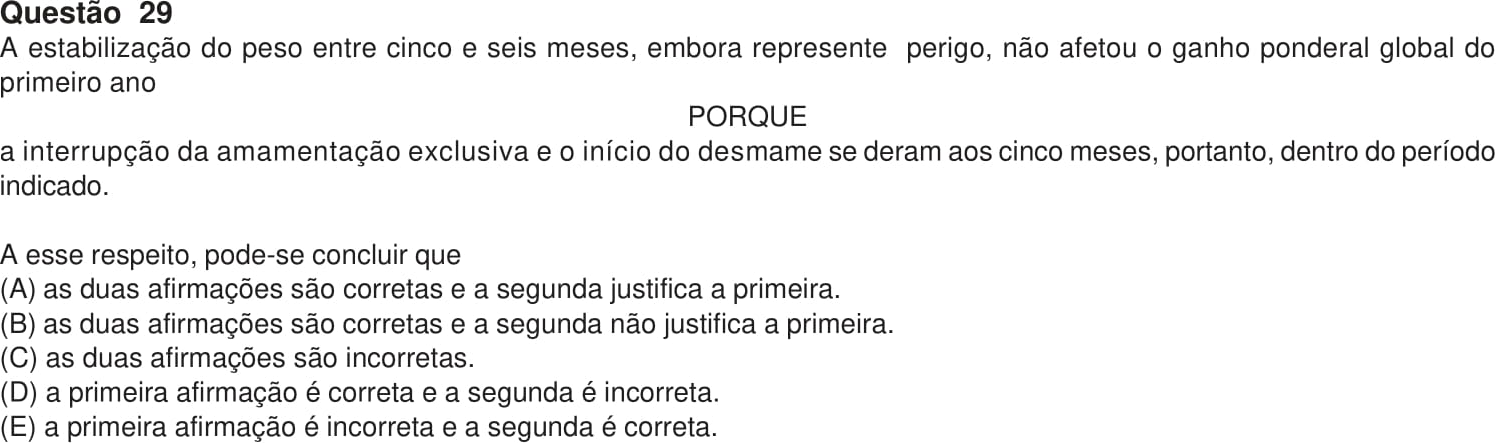 Questão 29
A estabilização do peso entre cinco e seis meses, embora represente perigo, não afetou o ganho ponderal global do
primeiro ano
PORQUE
a interrupção da amamentação exclusiva e o início do desmame se deram aos cinco meses, portanto, dentro do período
indicado.
A esse respeito, pode-se concluir que
(A) as duas afirmações são corretas e a segunda justifica a primeira.
(B) as duas afirmações são corretas e a segunda não justifica a primeira.
(C) as duas afirmações são incorretas.
(D) a primeira afirmação é correta e a segunda é incorreta.
(E) a primeira afirmação é incorreta e a segunda é correta.